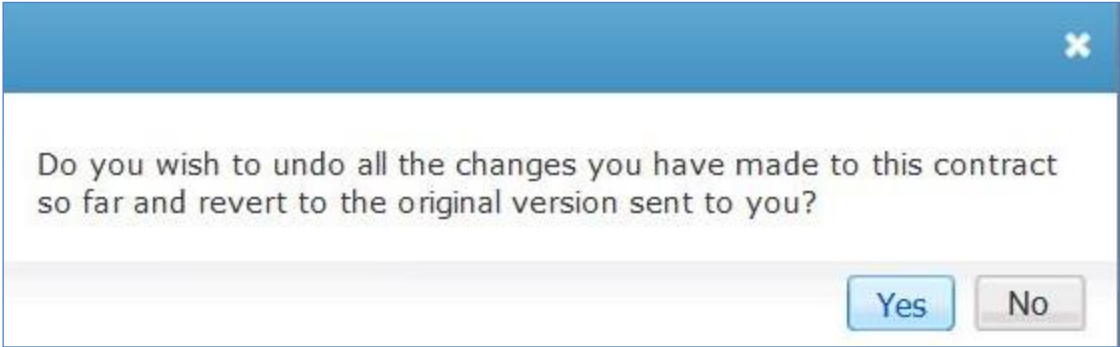 Do you wish to undo all the changes you have made to this contract
so far and revert to the original version sent to you?
Yes No